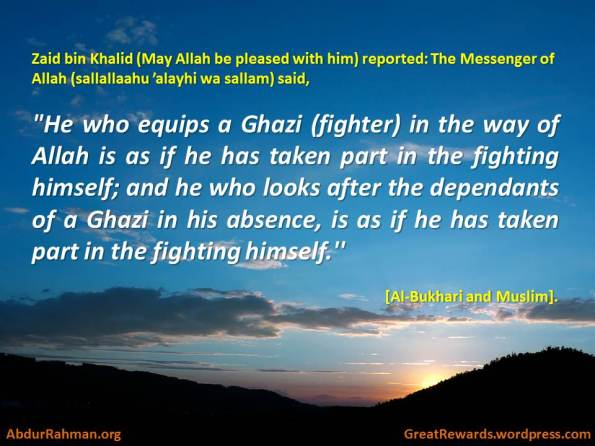 Zaid bin Khalid (May Allah be pleased with him) reported: The Messenger of
Allah (sallallaahu ’alayhi wa sallam) said,
"He who equips a Ghazi (fighter) in the way of
Allah is as if he has taken part in the fighting
himself; and he who looks after the dependants
of a Ghazi in his absence, is as if he has taken
part in the fighting himself.''
[Al-Bukhari and Muslim].
AbdurRahman.org
GreatRewards.wordpress.com